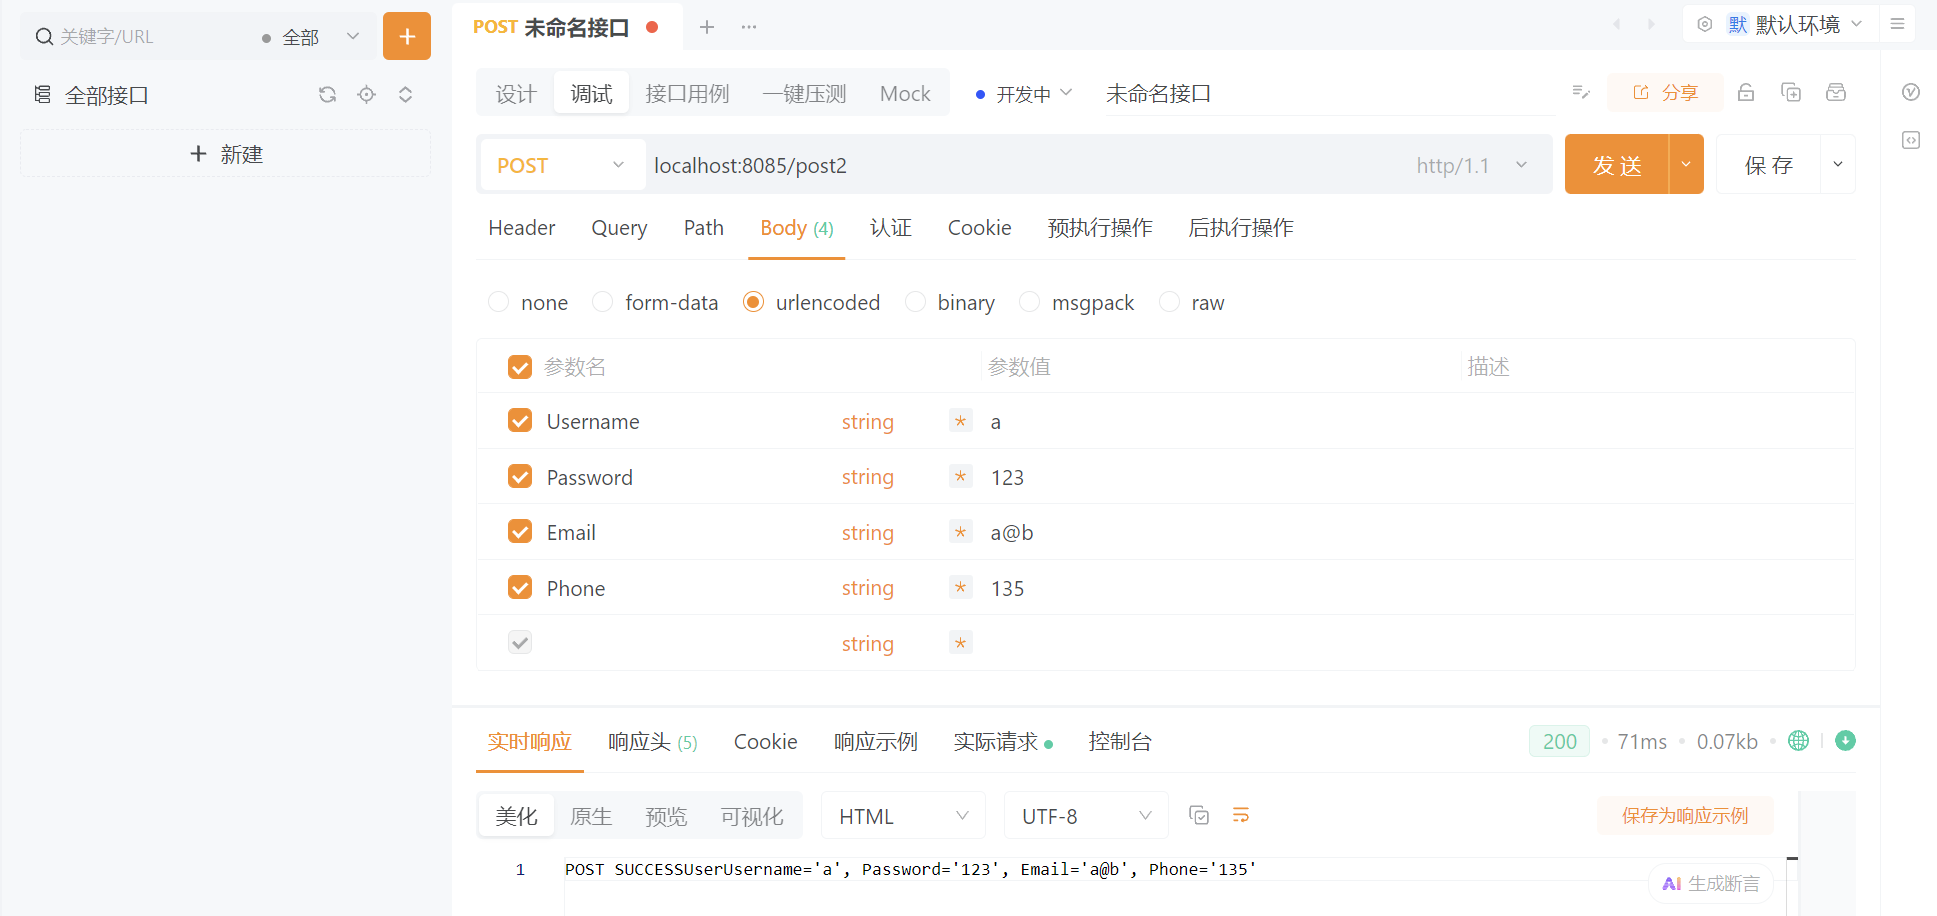 关键字/URL
全部
POST 未命名接口
默 默认环境
全部接口
设计 调试 接口用例 一键压测 Mock 开发中 未命名接口 分享
新建
POST localhost:8085/post2 http/1.1 发 送 保 存
Header Query Path Body (4) 认证 Cookie 预执行操作 后执行操作
none form-data urlencoded binary msgpack raw
参数名 参数值 描述
Username string * a
Password string * 123
Email string * a@b
Phone string * 135
string *
实时响应 响应头 (5) Cookie 响应示例 实际请求 控制台 200 71ms 0.07kb
美化 原生 预览 可视化 HTML UTF-8 保存为响应示例
1 POST SUCCESSUserUsername='a', Password='123', Email='a@b', Phone='135'
AI 生成断言